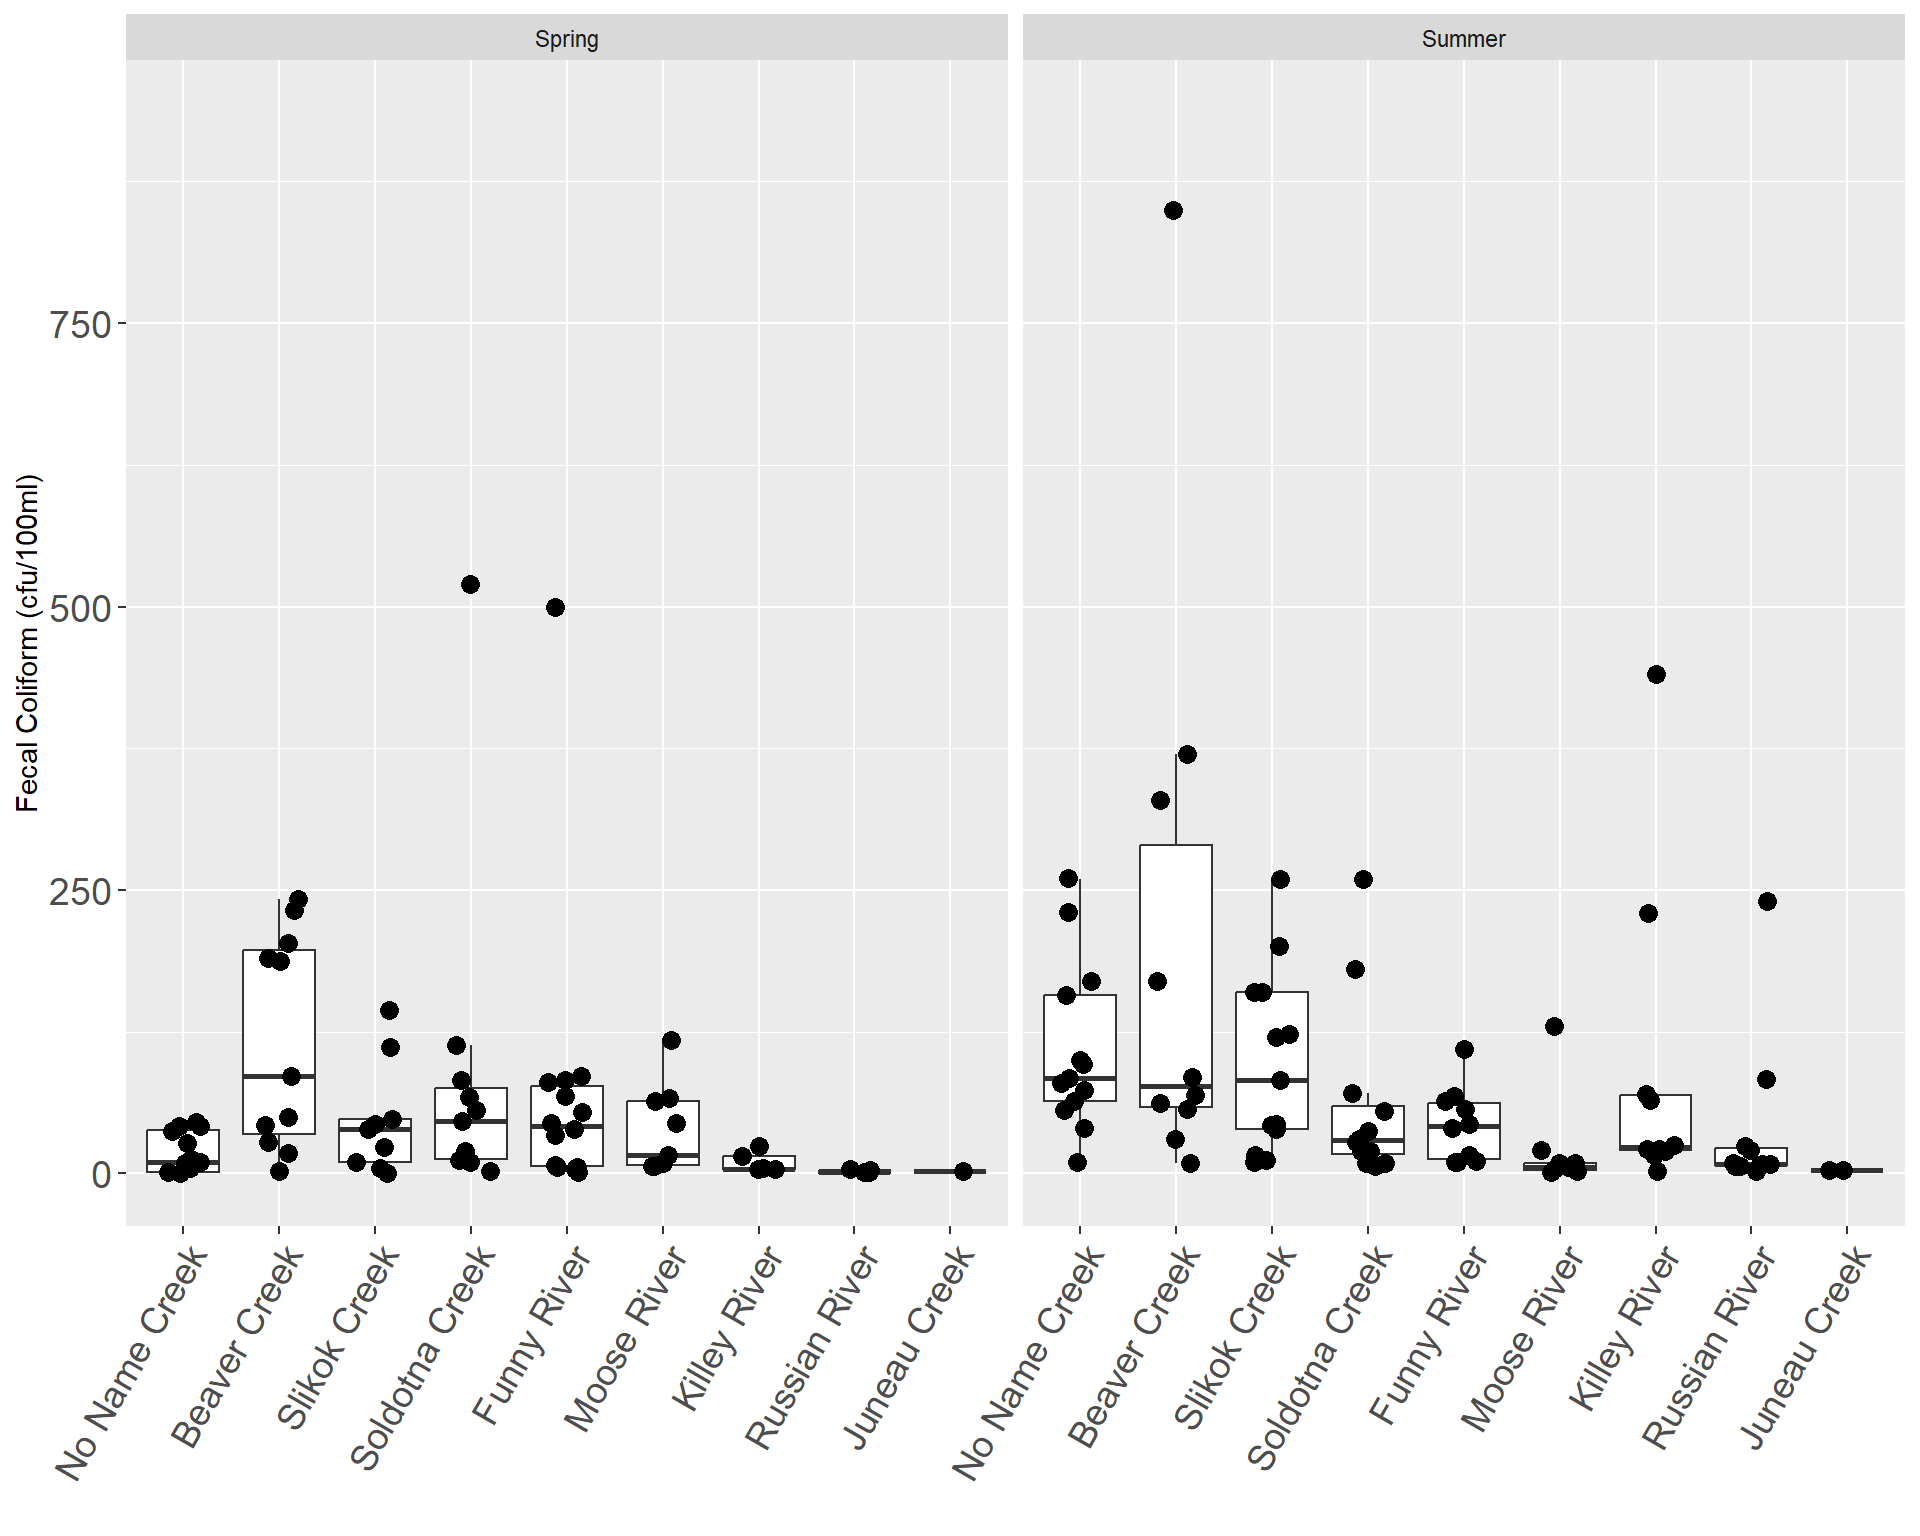 Spring
Summer
Fecal Coliform (cfu/100ml)
750
500
250
0
No Name Creek
Beaver Creek
Slikok Creek
Soldotna Creek
Funny River
Moose River
Killey River
Russian River
Juneau Creek
No Name Creek
Beaver Creek
Slikok Creek
Soldotna Creek
Funny River
Moose River
Killey River
Russian River
Juneau Creek